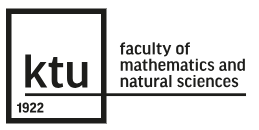 ktu
1922
faculty of
mathematics and
natural sciences